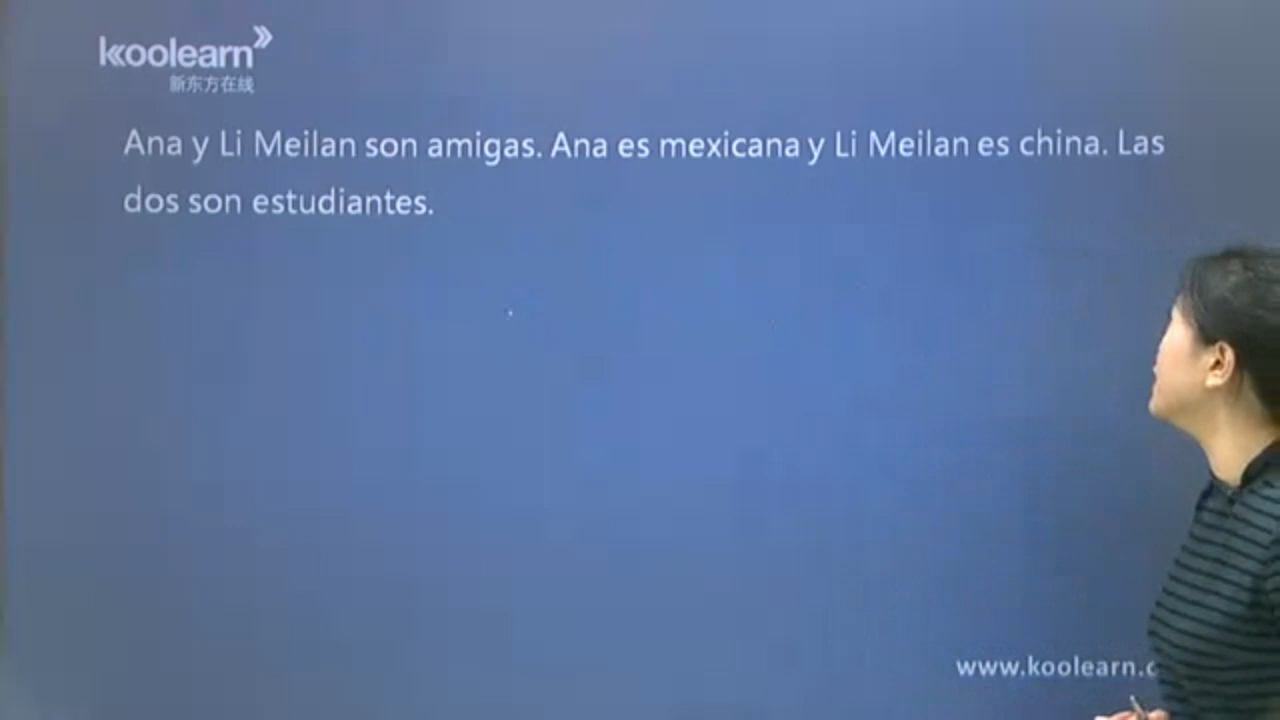 koolearn
新东方在线
Ana y Li Meilan son amigas. Ana es mexicana y Li Meilan es china. Las
dos son estudiantes.
www.koolearn.c